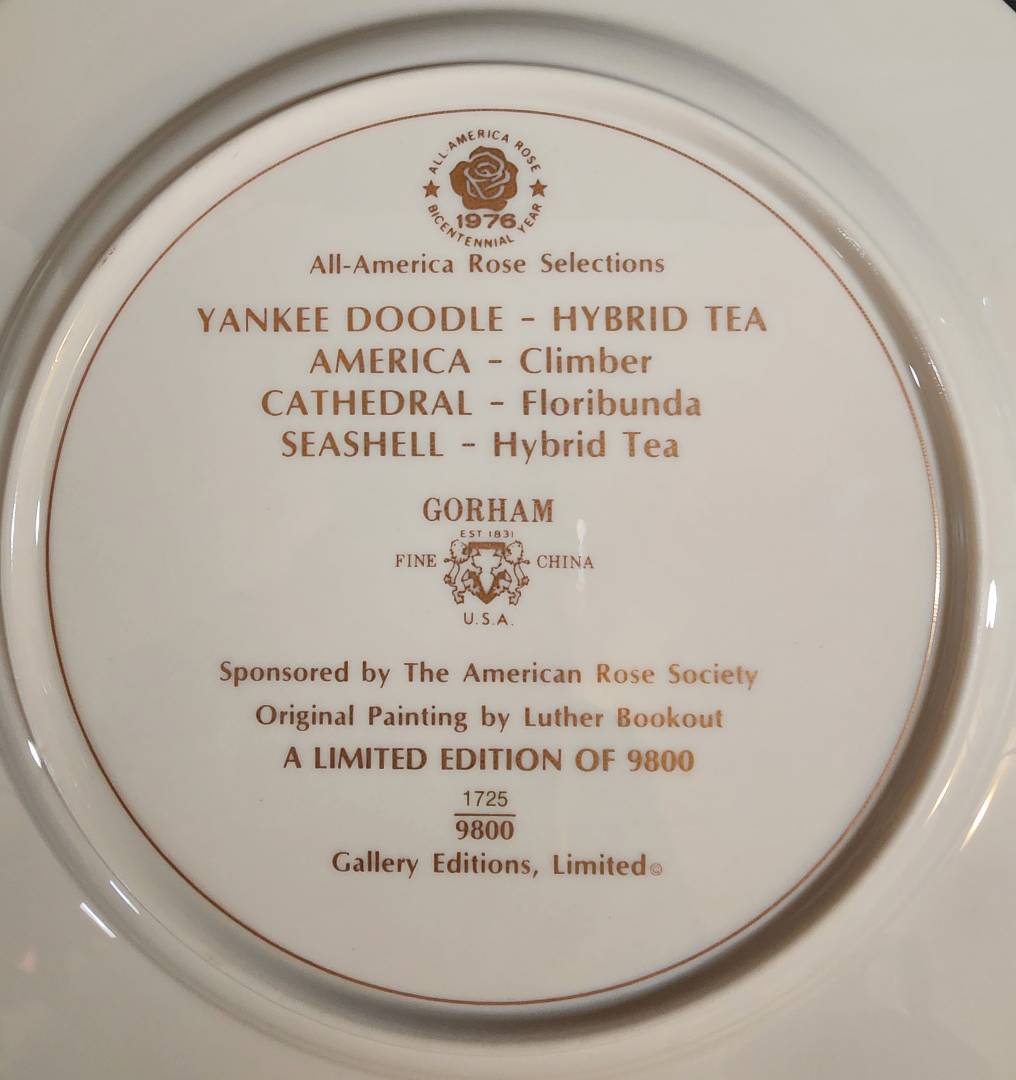 ALL-AMERICA ROSE
1976
BICENTENNIAL YEAR
All-America Rose Selections
YANKEE DOODLE - HYBRID TEA
AMERICA - Climber
CATHEDRAL - Floribunda
SEASHELL - Hybrid Tea
GORHAM
EST 1831
FINE CHINA
U.S.A.
Sponsored by The American Rose Society
Original Painting by Luther Bookout
A LIMITED EDITION OF 9800
1725
9800
Gallery Editions, Limited©